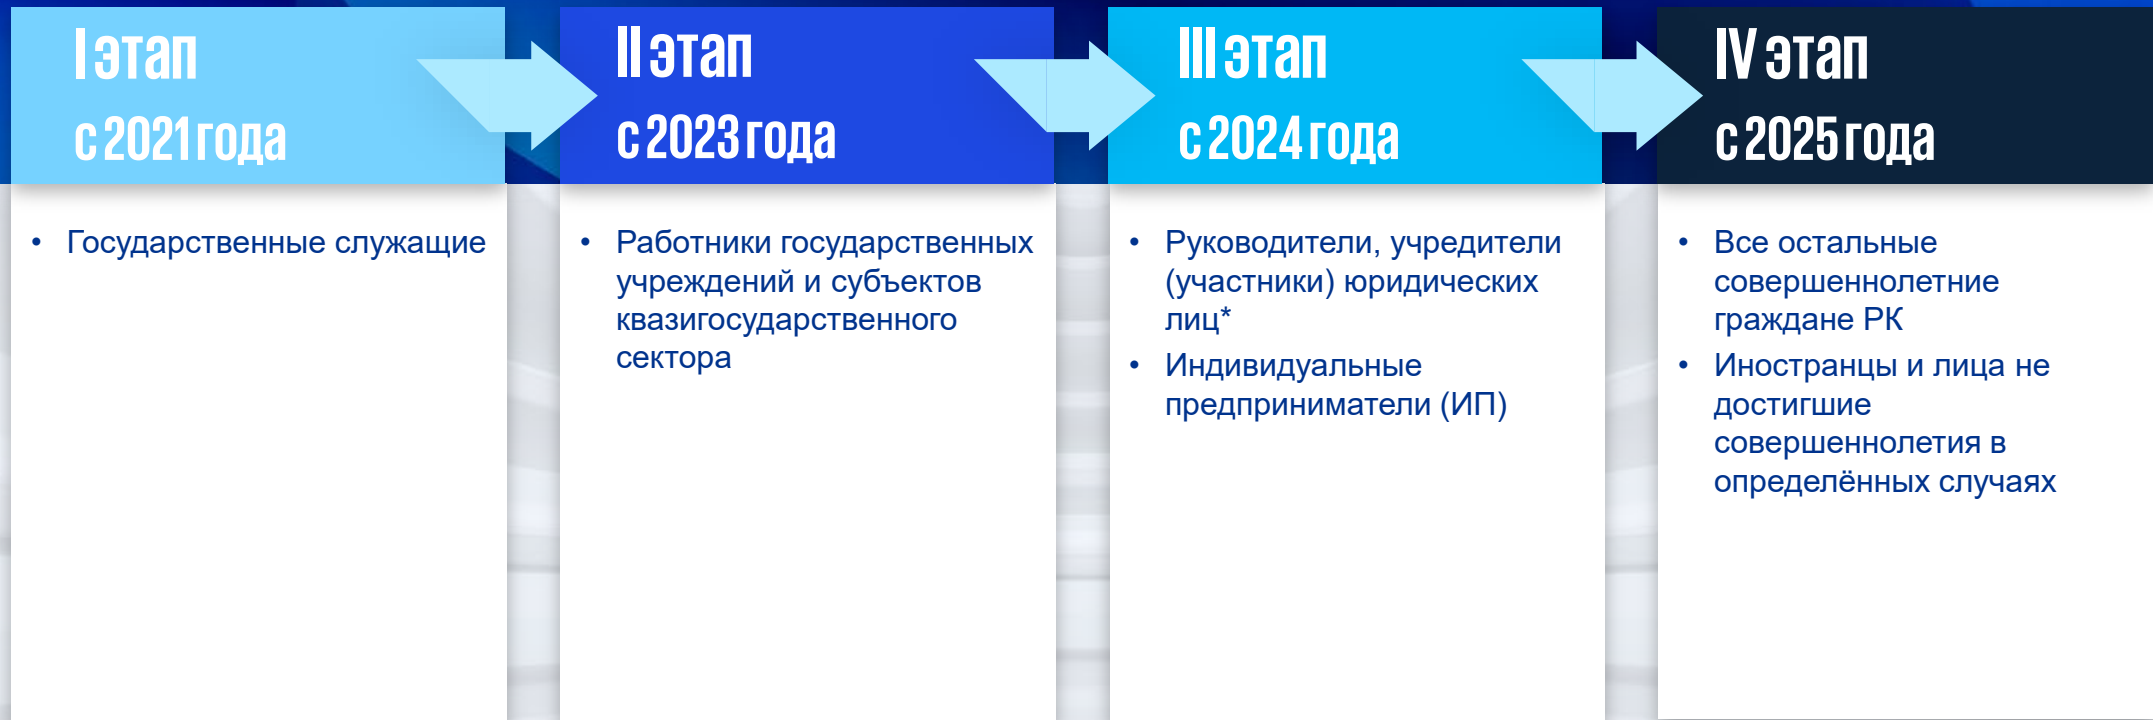 I этап
с 2021 года
• Государственные служащие
II этап
с 2023 года
• Работники государственных
учреждений и субъектов
квазигосударственного
сектора
III этап
с 2024 года
• Руководители, учредители
(участники) юридических
лиц*
• Индивидуальные
предприниматели (ИП)
IV этап
с 2025 года
• Все остальные
совершеннолетние
граждане РК
• Иностранцы и лица не
достигшие
совершеннолетия в
определённых случаях